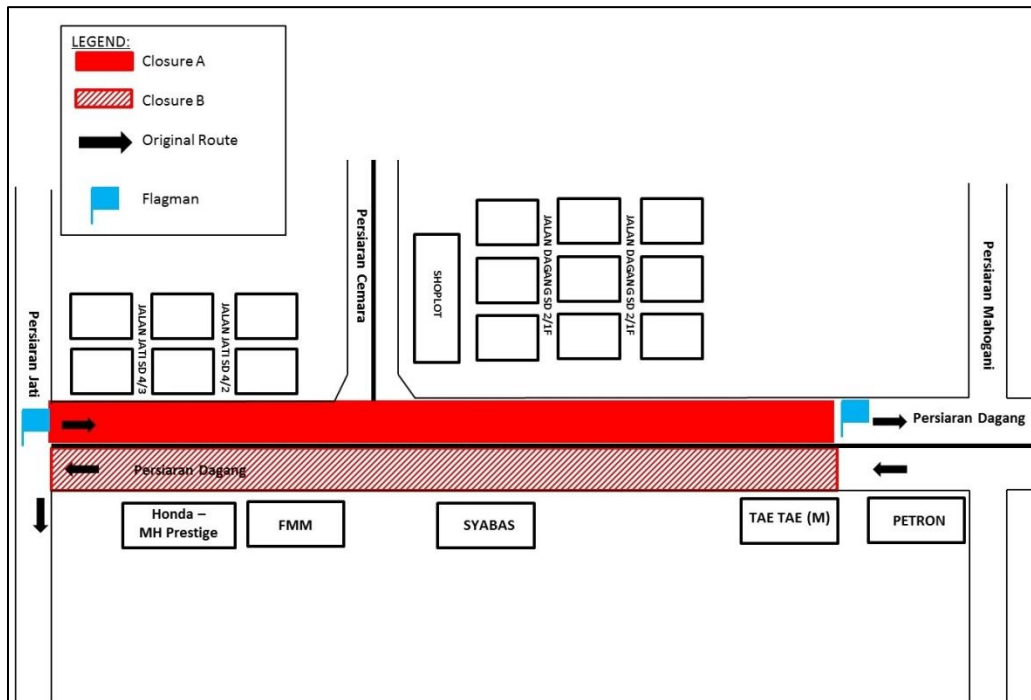 LEGEND:
Closure A
Closure B
Original Route
Flagman
Persiaran Jati
JALAN JATI SD 4/3
JALAN JATI SD 4/2
Persiaran Cemara
SHOPLOT
JALAN DAGANG SD 2/1F
JALAN DAGANG SD 2/1F
Persiaran Mahogani
Persiaran Dagang
Persiaran Dagang
Honda –
MH Prestige
FMM
SYABAS
TAE TAE (M)
PETRON